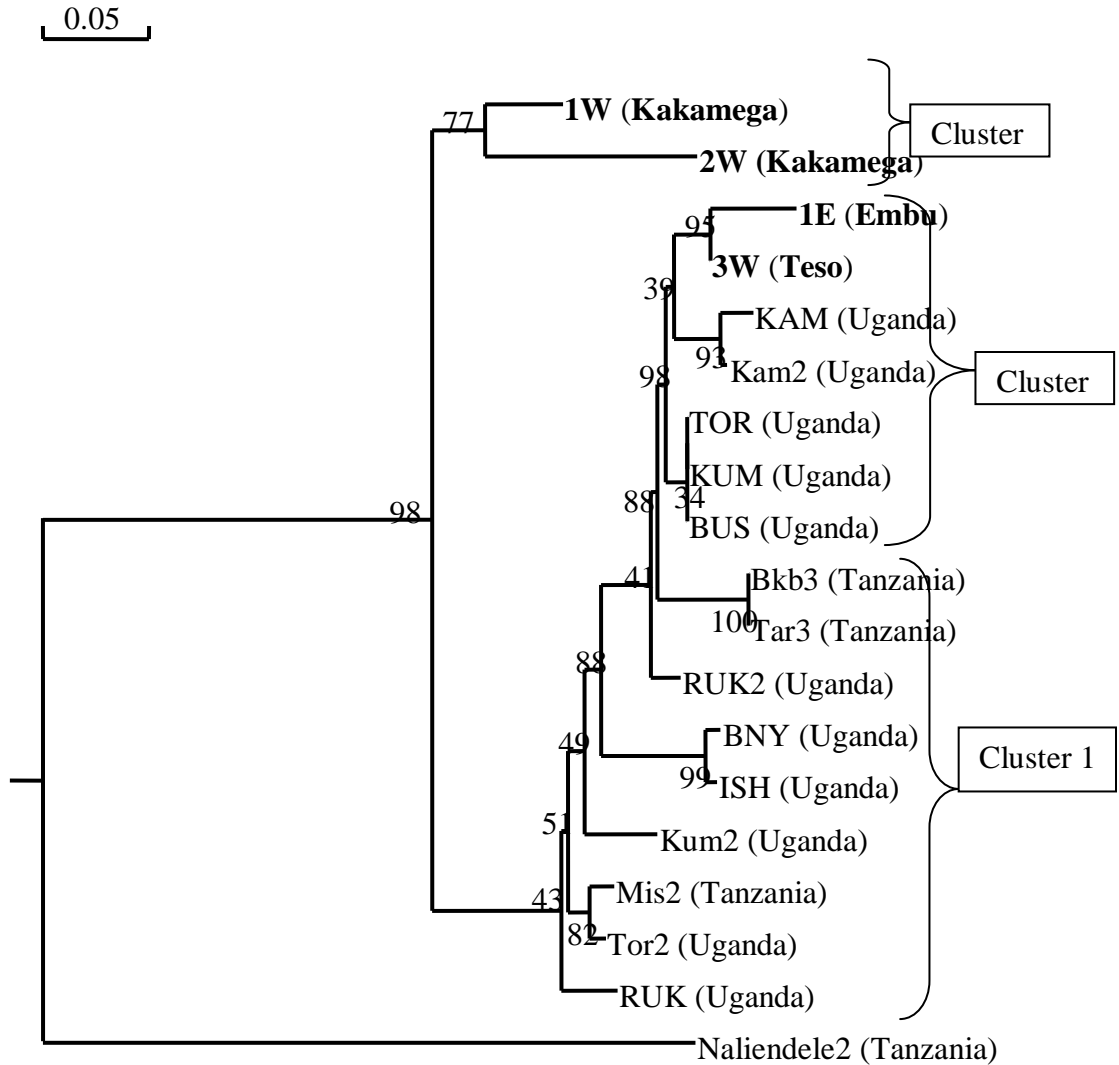 0.05
77
1W (Kakamega)
Cluster
2W (Kakamega)
1E (Embu)
95
3W (Teso)
39
KAM (Uganda)
93
Kam2 (Uganda)
Cluster
98
TOR (Uganda)
KUM (Uganda)
34
88
BUS (Uganda)
98
41
Bkb3 (Tanzania)
100
Tar3 (Tanzania)
88
RUK2 (Uganda)
49
BNY (Uganda)
Cluster 1
99
ISH (Uganda)
51
Kum2 (Uganda)
43
Mis2 (Tanzania)
82
Tor2 (Uganda)
RUK (Uganda)
Naliendele2 (Tanzania)